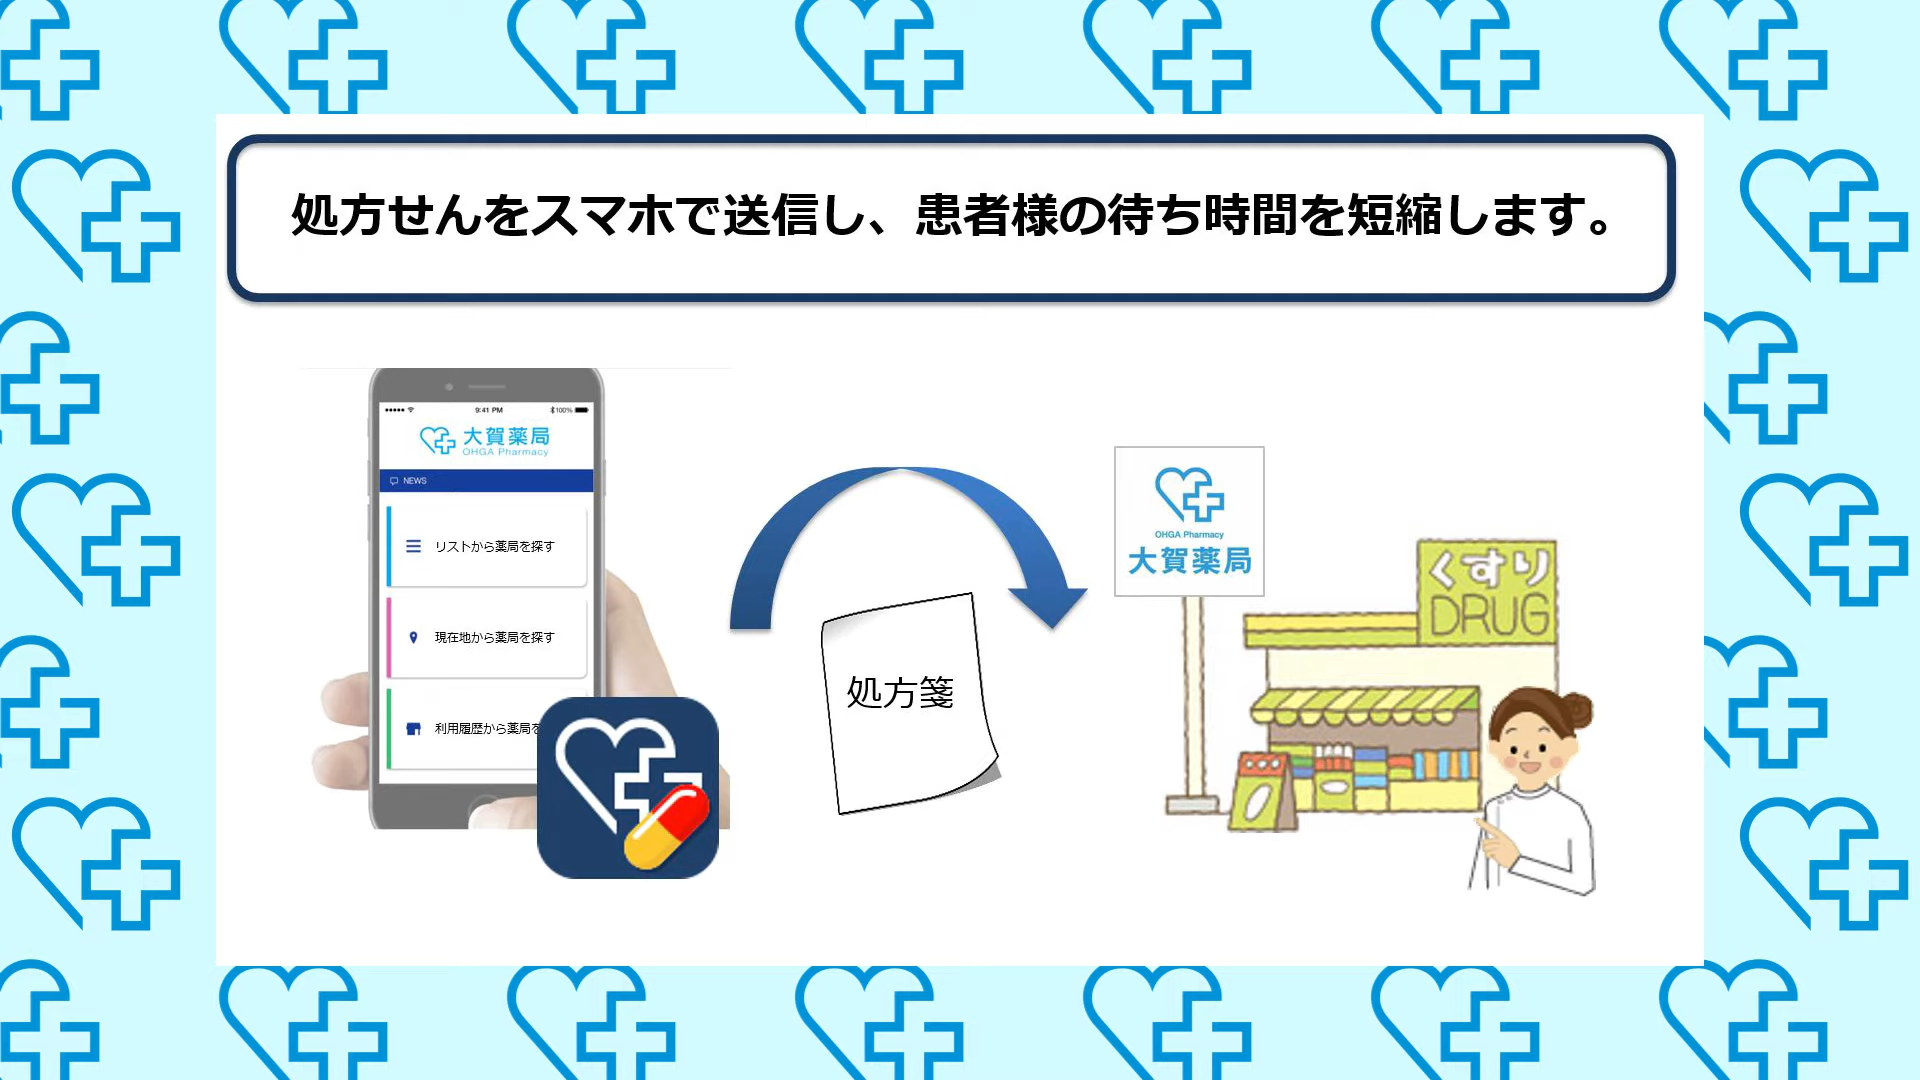 処方せんをスマホで送信し、患者様の待ち時間を短縮します。
9:41 PM
100%
大賀薬局
OHGA Pharmacy
NEWS
リストから薬局を探す
現在地から薬局を探す
利用履歴から薬局を
処方箋
OHGA Pharmacy
大賀薬局
くすり
DRUG